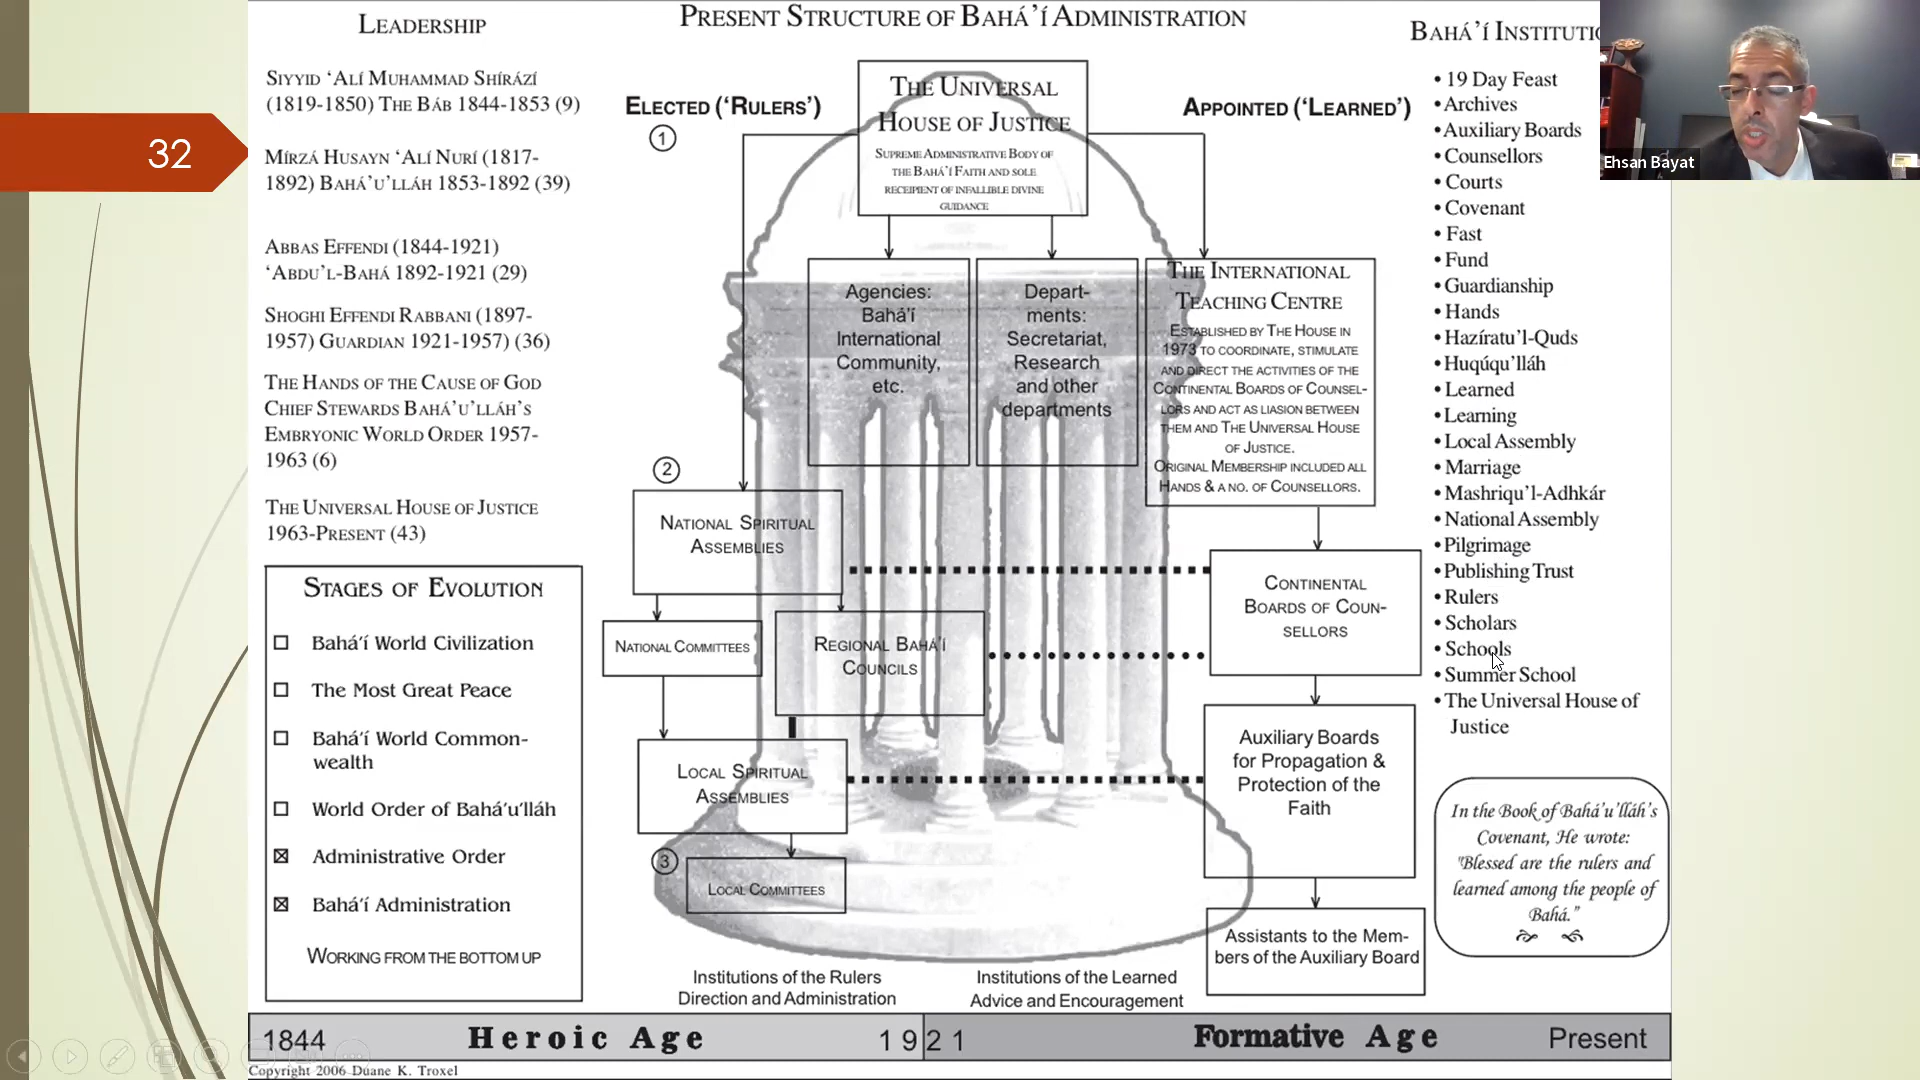 32
LEADERSHIP
SIYYID ‘ALÍ MUHAMMAD SHÍRÁZÍ
(1819-1850) THE BÁB 1844-1853 (9)
MÍRZÁ HUSAYN ‘ALÍ NURÍ (1817-
1892) BAHÁ’U’LLÁH 1853-1892 (39)
ABBAS EFFENDI (1844-1921)
‘ABDU’L-BAHÁ 1892-1921 (29)
SHOGHI EFFENDI RABBANI (1897-
1957) GUARDIAN 1921-1957) (36)
THE HANDS OF THE CAUSE OF GOD
CHIEF STEWARDS BAHÁ’U’LLÁH’S
EMBRYONIC WORLD ORDER 1957-
1963 (6)
THE UNIVERSAL HOUSE OF JUSTICE
1963-PRESENT (43)
STAGES OF EVOLUTION
Bahá’í World Civilization
The Most Great Peace
Bahá’í World Common-
wealth
World Order of Bahá’u’lláh
Administrative Order
Bahá’í Administration
WORKING FROM THE BOTTOM UP
PRESENT STRUCTURE OF BAHÁ’Í ADMINISTRATION
ELECTED (‘RULERS’)
1
THE UNIVERSAL
HOUSE OF JUSTICE
SUPREME ADMINISTRATIVE BODY OF
THE BAHÁ’Í FAITH AND SOLE
RECEIPIENT OF INFALLIBLE DIVINE
GUIDANCE
APPOINTED (‘LEARNED’)
Agencies:
Bahá’í
International
Community,
etc.
Depart-
ments:
Secretariat,
Research
and other
departments
THE INTERNATIONAL
TEACHING CENTRE
ESTABLISHED BY THE HOUSE IN
1973 TO COORDINATE, STIMULATE
AND DIRECT THE ACTIVITIES OF THE
CONTINENTAL BOARDS OF COUNSEL-
LORS AND ACT AS LIASION BETWEEN
THEM AND THE UNIVERSAL HOUSE
OF JUSTICE.
ORIGINAL MEMBERSHIP INCLUDED ALL
HANDS & A NO. OF COUNSELLORS.
2
NATIONAL SPIRITUAL
ASSEMBLIES
NATIONAL COMMITTEES
REGIONAL BAHÁ’Í
COUNCILS
LOCAL SPIRITUAL
ASSEMBLIES
3
LOCAL COMMITTEES
CONTINENTAL
BOARDS OF COUN-
SELLORS
Auxiliary Boards
for Propagation &
Protection of the
Faith
Assistants to the Mem-
bers of the Auxiliary Board
Institutions of the Rulers
Direction and Administration
Institutions of the Learned
Advice and Encouragement
BAHÁ’Í INSTITUTIO
• 19 Day Feast
• Archives
• Auxiliary Boards
• Counsellors
• Courts
• Covenant
• Fast
• Fund
• Guardianship
• Hands
• Hazíratu’l-Quds
• Huqúqu’lláh
• Learned
• Learning
• Local Assembly
• Marriage
• Mashriqu’l-Adhkár
• National Assembly
• Pilgrimage
• Publishing Trust
• Rulers
• Scholars
• Schools
• Summer School
• The Universal House of
Justice
In the Book of Bahá’u’lláh’s
Covenant, He wrote:
"Blessed are the rulers and
learned among the people of
Bahá.”
Ehsan Bayat
1844 Heroic Age 1921 Formative Age Present
Copyright 2006 Duane K. Troxel